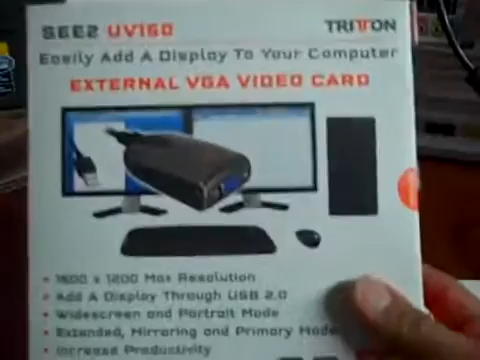 SEE2 UV150
TRITTON
Easily Add A Display To Your Computer
EXTERNAL VGA VIDEO CARD
• 1600 x 1200 Max Resolution
• Add A Display Through USB 2.0
• Widescreen and Portrait Mode
• Extended, Mirroring and Primary Mode
• Increase Productivity